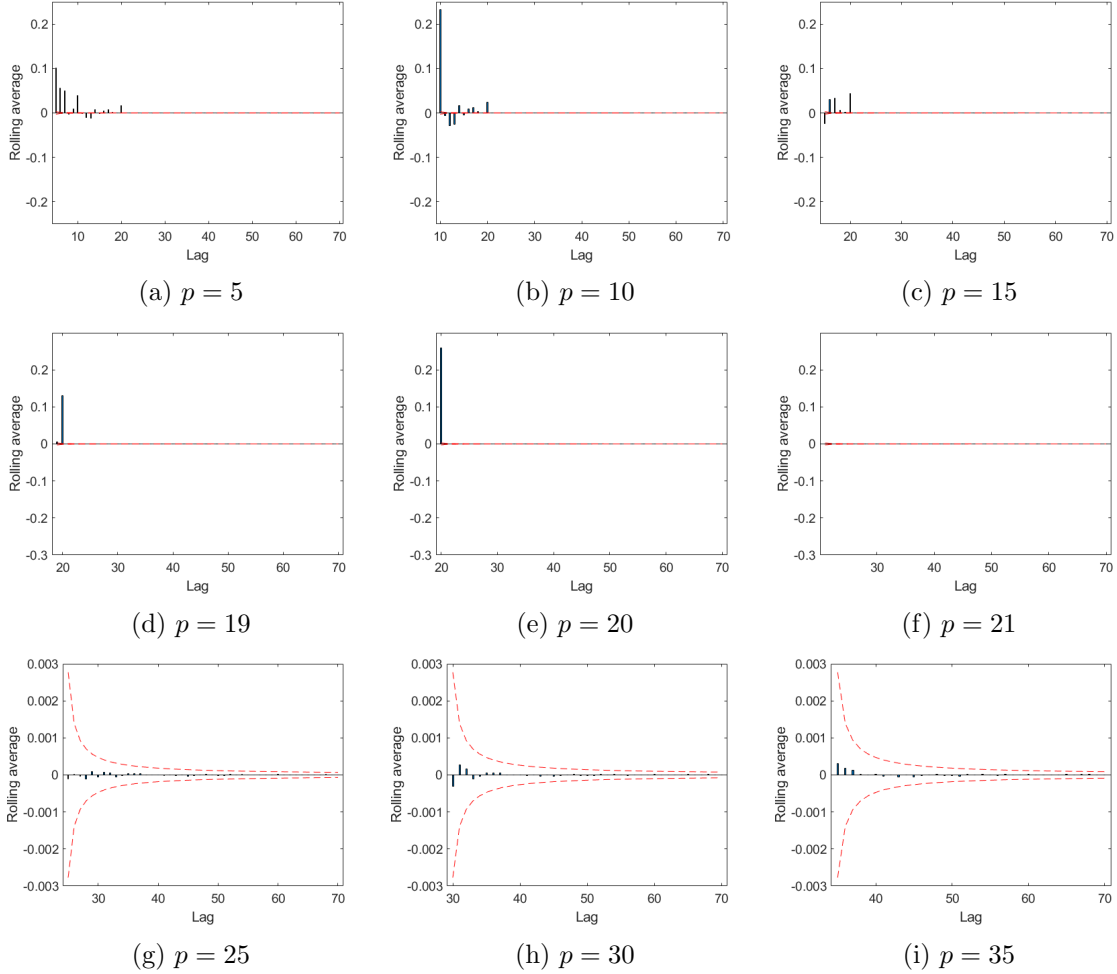 0.2
0.1
0
-0.1
-0.2
Rolling average
10 20 30 40 50 60 70
Lag
(a) p = 5
0.2
0.1
0
-0.1
-0.2
Rolling average
10 20 30 40 50 60 70
Lag
(b) p = 10
0.2
0.1
0
-0.1
-0.2
Rolling average
20 30 40 50 60 70
Lag
(c) p = 15
0.2
0.1
0
-0.1
-0.2
-0.3
Rolling average
20 30 40 50 60 70
Lag
(d) p = 19
0.2
0.1
0
-0.1
-0.2
-0.3
Rolling average
20 30 40 50 60 70
Lag
(e) p = 20
0.2
0.1
0
-0.1
-0.2
-0.3
Rolling average
30 40 50 60 70
Lag
(f) p = 21
0.003
0.002
0.001
0
-0.001
-0.002
-0.003
Rolling average
30 40 50 60 70
Lag
(g) p = 25
0.003
0.002
0.001
0
-0.001
-0.002
-0.003
Rolling average
30 40 50 60 70
Lag
(h) p = 30
0.003
0.002
0.001
0
-0.001
-0.002
-0.003
Rolling average
40 50 60 70
Lag
(i) p = 35